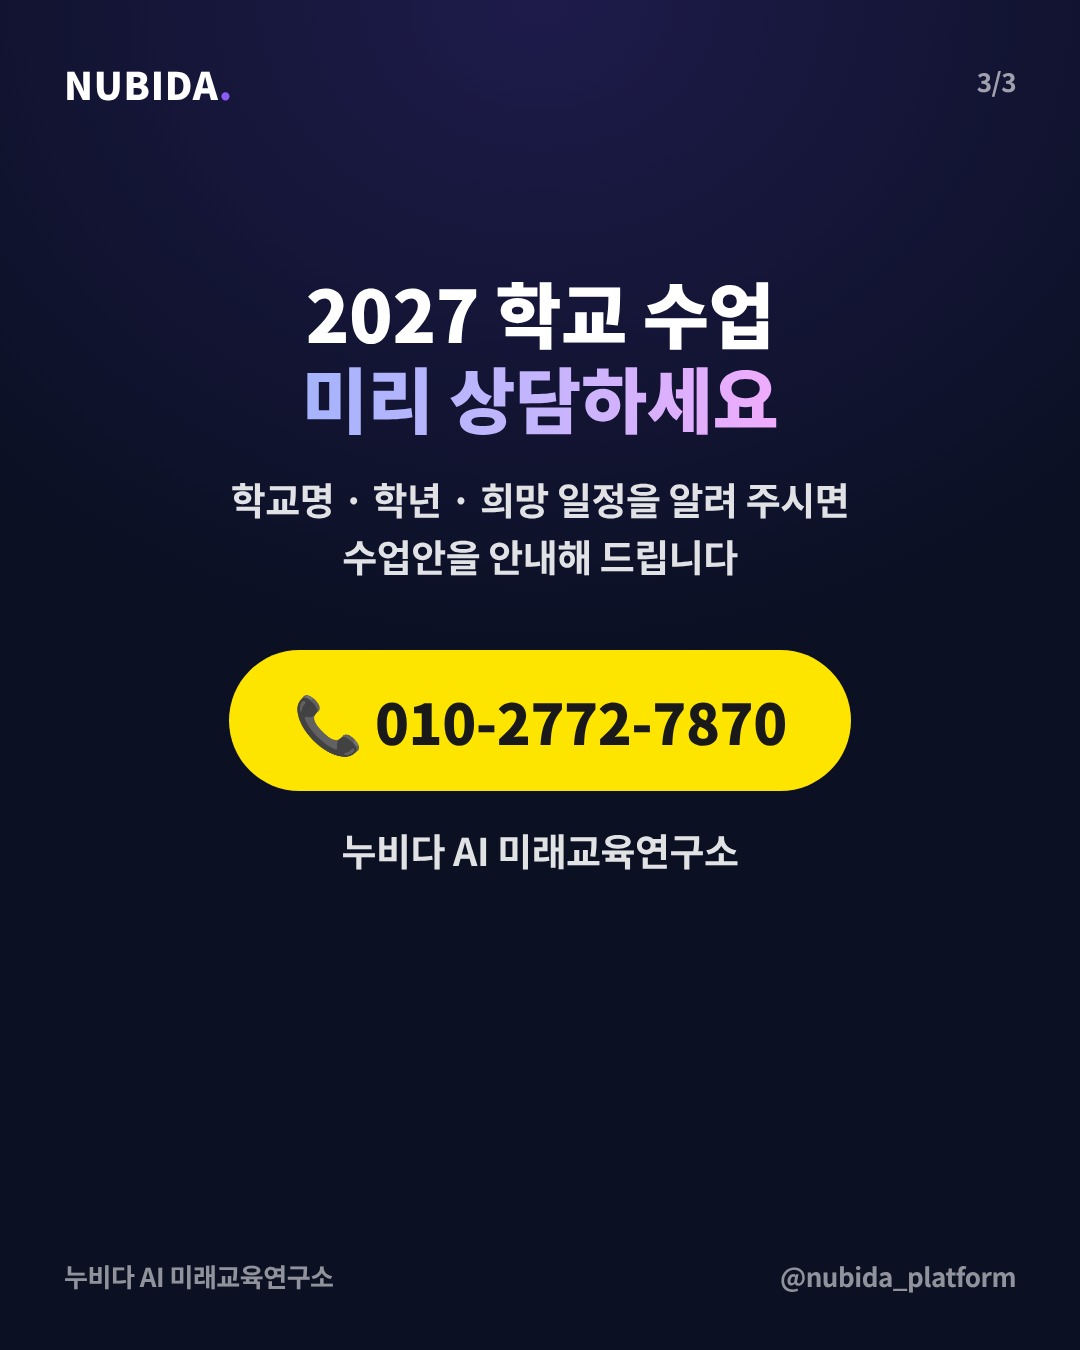 NUBIDA.
3/3
2027 학교 수업
미리 상담하세요
학교명 · 학년 · 희망 일정을 알려 주시면
수업안을 안내해 드립니다
📞 010-2772-7870
누비다 AI 미래교육연구소
누비다 AI 미래교육연구소
@nubida_platform